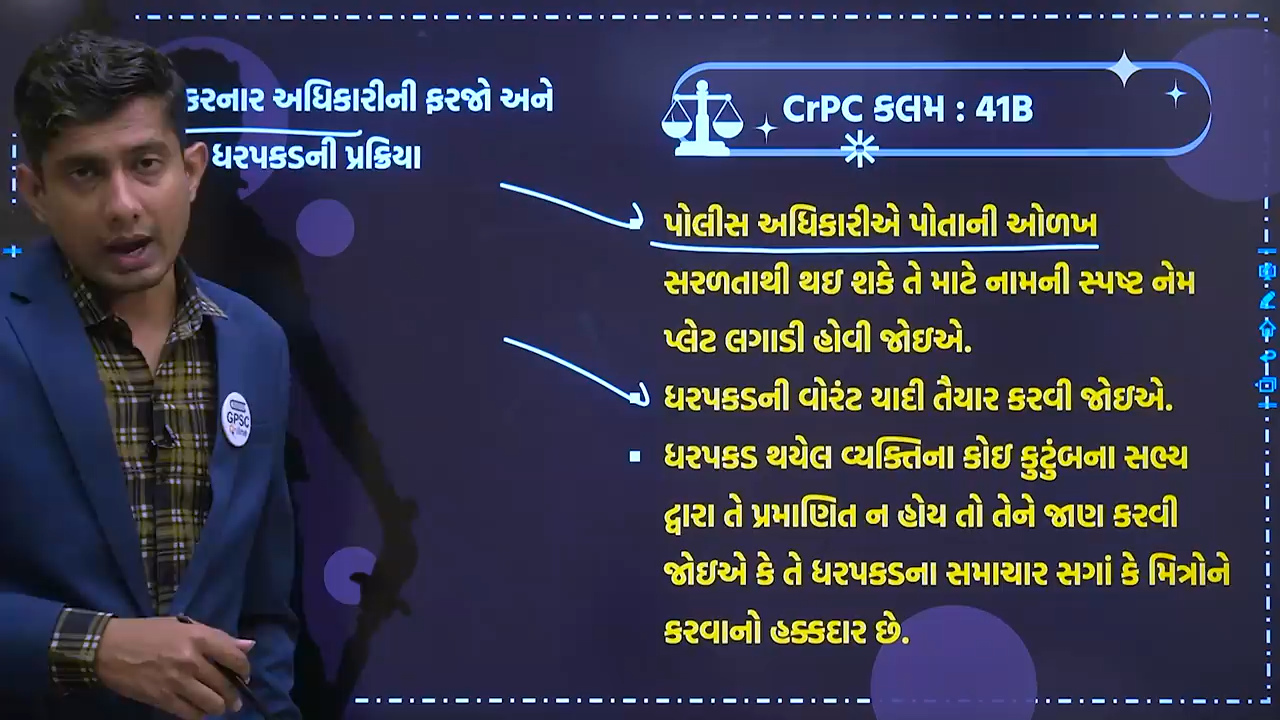 કરનાર અધિકારીની ફરજો અને
ધરપકડની પ્રક્રિયા
CrPC કલમ : 41B
પોલીસ અધિકારીએ પોતાની ઓળખ
સરળતાથી થઇ શકે તે માટે નામની સ્પષ્ટ નેમ
પ્લેટ લગાડી હોવી જોઇએ.
ધરપકડની વોરંટ યાદી તૈયાર કરવી જોઇએ.
ધરપકડ થયેલ વ્યક્તિના કોઇ કુટુંબના સભ્ય
દ્વારા તે પ્રમાણિત ન હોય તો તેને જાણ કરવી
જોઇએ કે તે ધરપકડના સમાચાર સગાં કે મિત્રોને
કરવાનો હક્કદાર છે.
GPSC